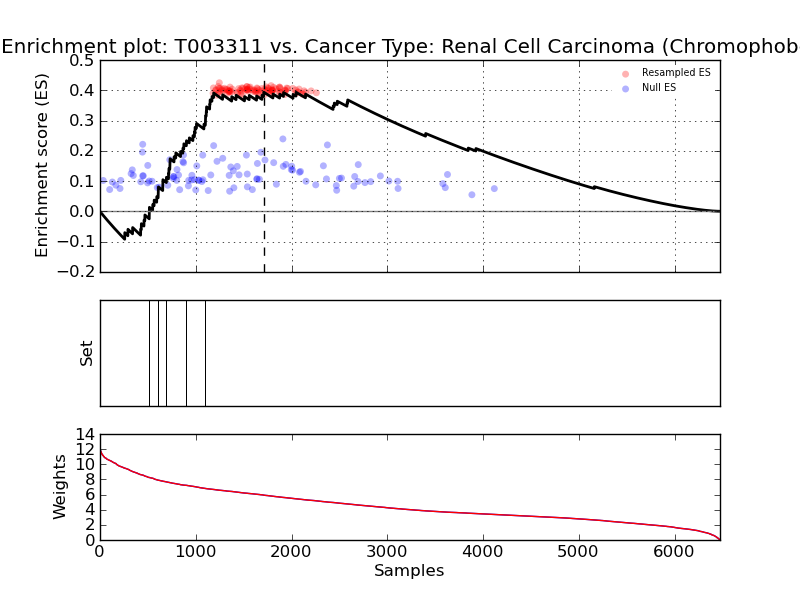 Enrichment plot: T003311 vs. Cancer Type: Renal Cell Carcinoma (Chromophob
0.5
0.4
0.3
0.2
0.1
0.0
−0.1
−0.2
Enrichment score (ES)
Resampled ES
Null ES
Set
14
12
10
8
6
4
2
0
Weights
0 1000 2000 3000 4000 5000 6000
Samples